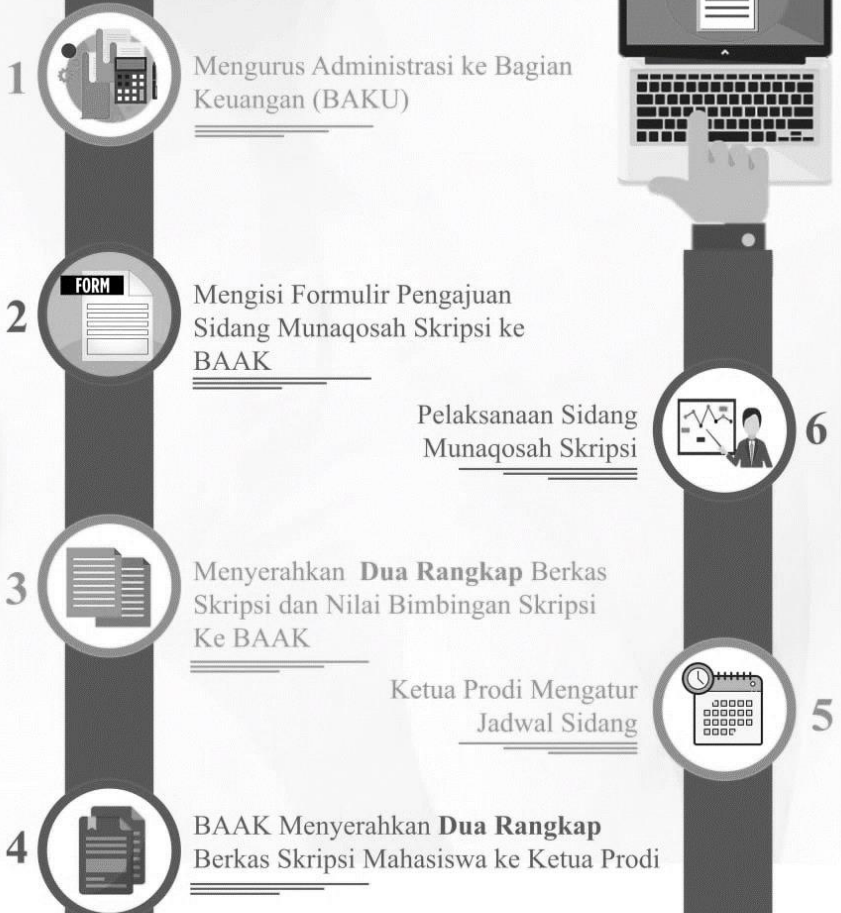 1
Mengurus Administrasi ke Bagian
Keuangan (BAKU)
2
FORM
Mengisi Formulir Pengajuan
Sidang Munaqosah Skripsi ke
BAAK
3
Menyerahkan Dua Rangkap Berkas
Skripsi dan Nilai Bimbingan Skripsi
Ke BAAK
4
BAAK Menyerahkan Dua Rangkap
Berkas Skripsi Mahasiswa ke Ketua Prodi
5
Ketua Prodi Mengatur
Jadwal Sidang
6
Pelaksanaan Sidang
Munaqosah Skripsi